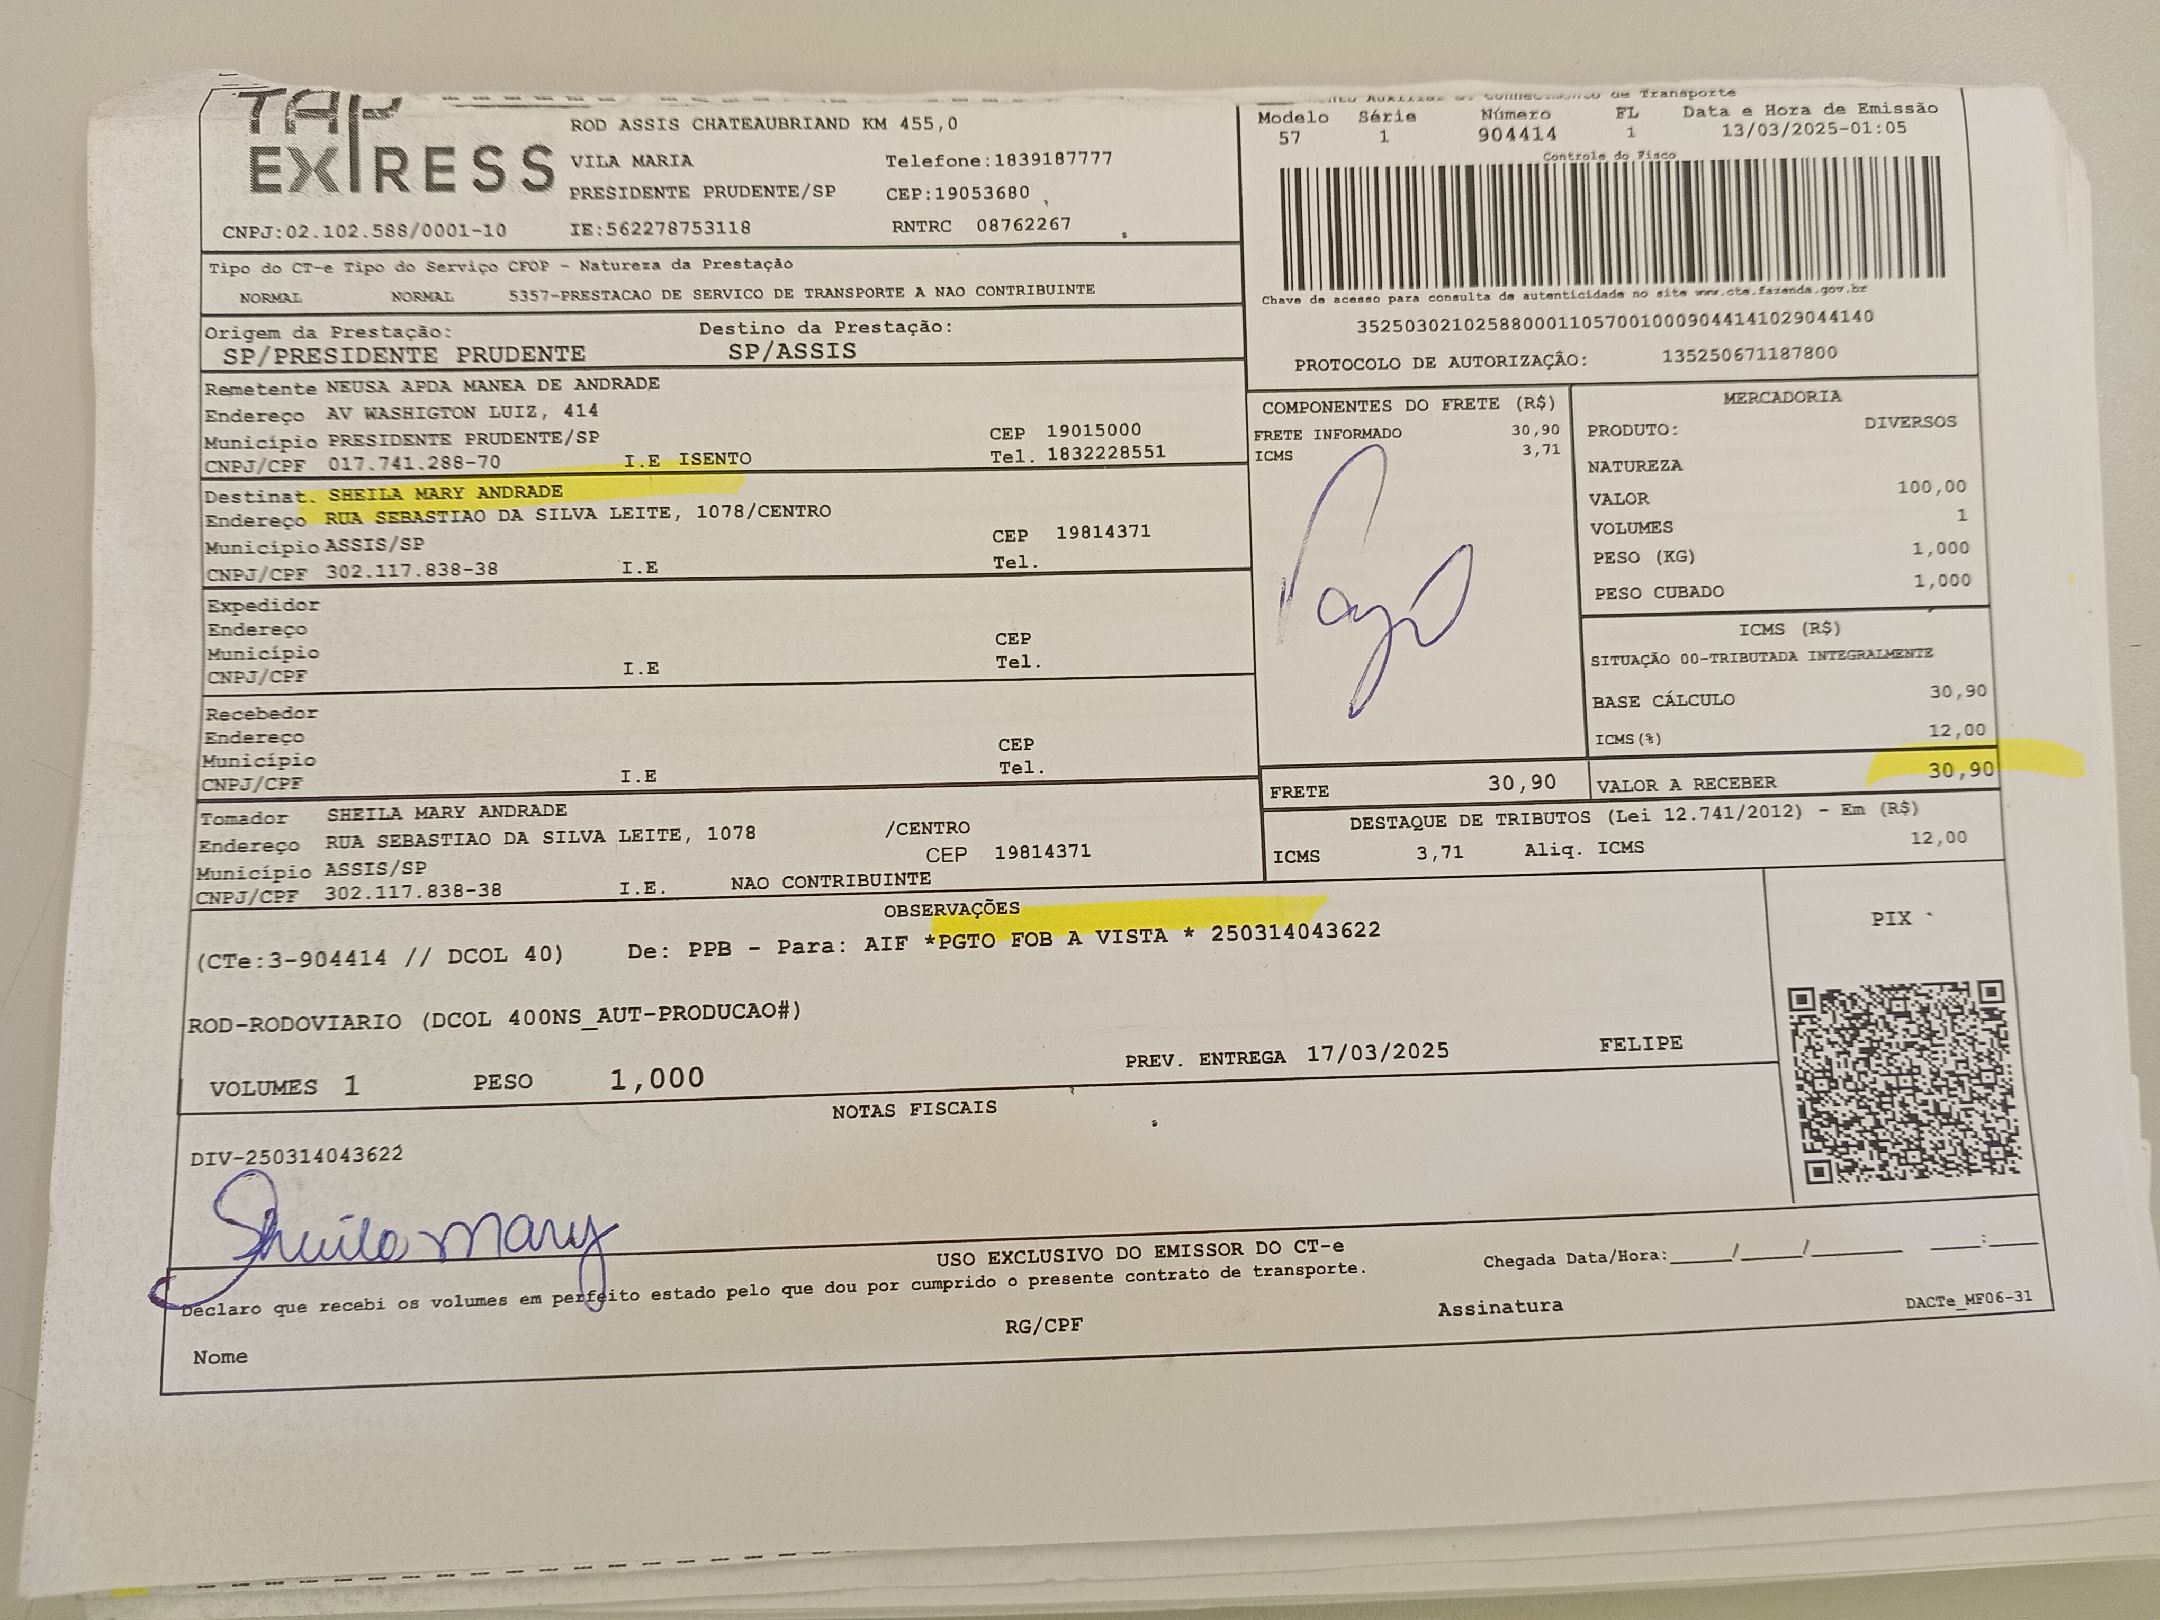 TAP EXPRESS
ROD ASSIS CHATEAUBRIAND KM 455,0
VILA MARIA Telefone:1839187777
PRESIDENTE PRUDENTE/SP CEP:19053680
CNPJ:02.102.588/0001-10 IE:562278753118 RNTRC 08762267
de Transporte
Modelo Série Número FL Data e Hora de Emissão
57 1 904414 1 13/03/2025-01:05
Controle do Fisco
Chave de acesso para consulta de autenticidade no site www.cte.fazenda.gov.br
35250302102588000110570010009044141029044140
PROTOCOLO DE AUTORIZAÇÂO: 135250671187800
Tipo do CT-e Tipo do Serviço CFOP - Natureza da Prestação
NORMAL NORMAL 5357-PRESTACAO DE SERVICO DE TRANSPORTE A NAO CONTRIBUINTE
Origem da Prestação: Destino da Prestação:
SP/PRESIDENTE PRUDENTE SP/ASSIS
Remetente NEUSA APDA MANEA DE ANDRADE
Endereço AV WASHIGTON LUIZ, 414
Município PRESIDENTE PRUDENTE/SP CEP 19015000
CNPJ/CPF 017.741.288-70 I.E ISENTO Tel. 1832228551
Destinat. SHEILA MARY ANDRADE
Endereço RUA SEBASTIAO DA SILVA LEITE, 1078/CENTRO
Município ASSIS/SP CEP 19814371
CNPJ/CPF 302.117.838-38 I.E Tel.
Expedidor
Endereço
Município CEP
CNPJ/CPF I.E Tel.
Recebedor
Endereço
Município CEP
CNPJ/CPF I.E Tel.
Tomador SHEILA MARY ANDRADE
Endereço RUA SEBASTIAO DA SILVA LEITE, 1078 /CENTRO
Município ASSIS/SP CEP 19814371
CNPJ/CPF 302.117.838-38 I.E. NAO CONTRIBUINTE
COMPONENTES DO FRETE (R$)
FRETE INFORMADO 30,90
ICMS 3,71
Pago
MERCADORIA
PRODUTO: DIVERSOS
NATUREZA
VALOR 100,00
VOLUMES 1
PESO (KG) 1,000
PESO CUBADO 1,000
ICMS (R$)
SITUAÇÃO 00-TRIBUTADA INTEGRALMENTE
BASE CÁLCULO 30,90
ICMS(%) 12,00
FRETE 30,90 VALOR A RECEBER 30,90
DESTAQUE DE TRIBUTOS (Lei 12.741/2012) - Em (R$)
ICMS 3,71 Aliq. ICMS 12,00
OBSERVAÇÕES
(CTe:3-904414 // DCOL 40) De: PPB - Para: AIF *PGTO FOB A VISTA * 250314043622
ROD-RODOVIARIO (DCOL 400NS_AUT-PRODUCAO#)
PREV. ENTREGA 17/03/2025 FELIPE
VOLUMES 1 PESO 1,000
PIX
NOTAS FISCAIS
DIV-250314043622
Sheila Mary
USO EXCLUSIVO DO EMISSOR DO CT-e Chegada Data/Hora:____/____/______ ____:____
Declaro que recebi os volumes em perfeito estado pelo que dou por cumprido o presente contrato de transporte.
Nome RG/CPF Assinatura DACTe_MF06-31